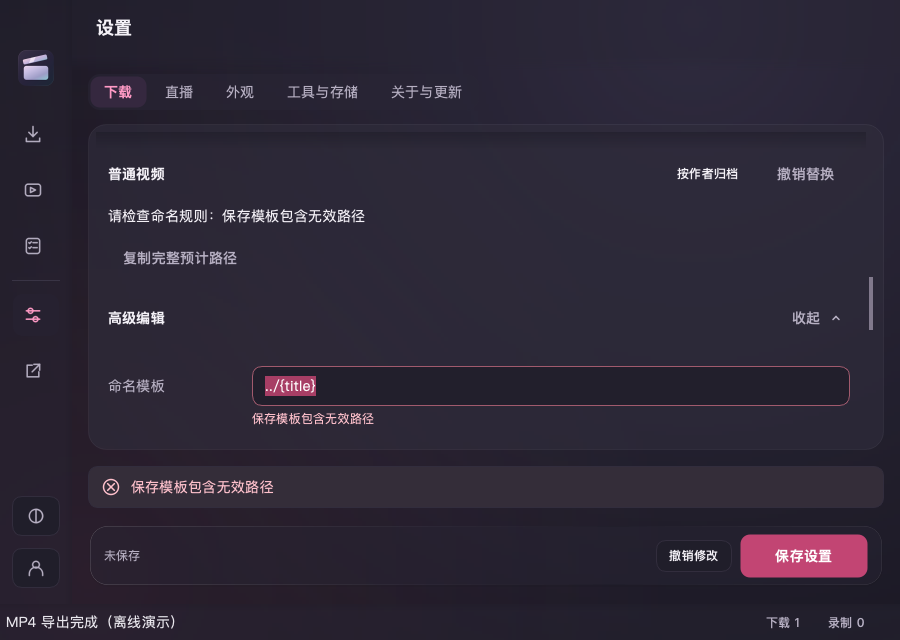 设置
下载 直播 外观 工具与存储 关于与更新
普通视频 按作者归档 撤销替换
请检查命名规则：保存模板包含无效路径
复制完整预计路径
高级编辑 收起
命名模板 ../{title}
保存模板包含无效路径
保存模板包含无效路径
未保存 撤销修改 保存设置
MP4 导出完成（离线演示） 下载 1 录制 0